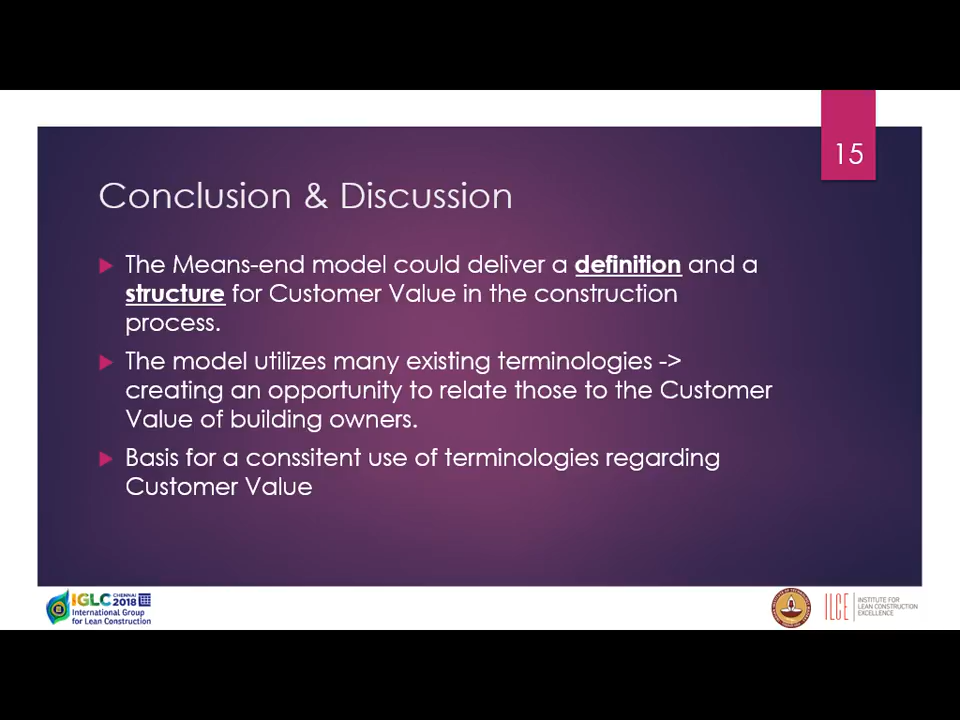 15
Conclusion & Discussion
The Means-end model could deliver a definition and a
structure for Customer Value in the construction
process.
The model utilizes many existing terminologies ->
creating an opportunity to relate those to the Customer
Value of building owners.
Basis for a conssitent use of terminologies regarding
Customer Value
IGLC CHENNAI 2018
International Group
for Lean Construction
ILCE
INSTITUTE FOR
LEAN CONSTRUCTION
EXCELLENCE